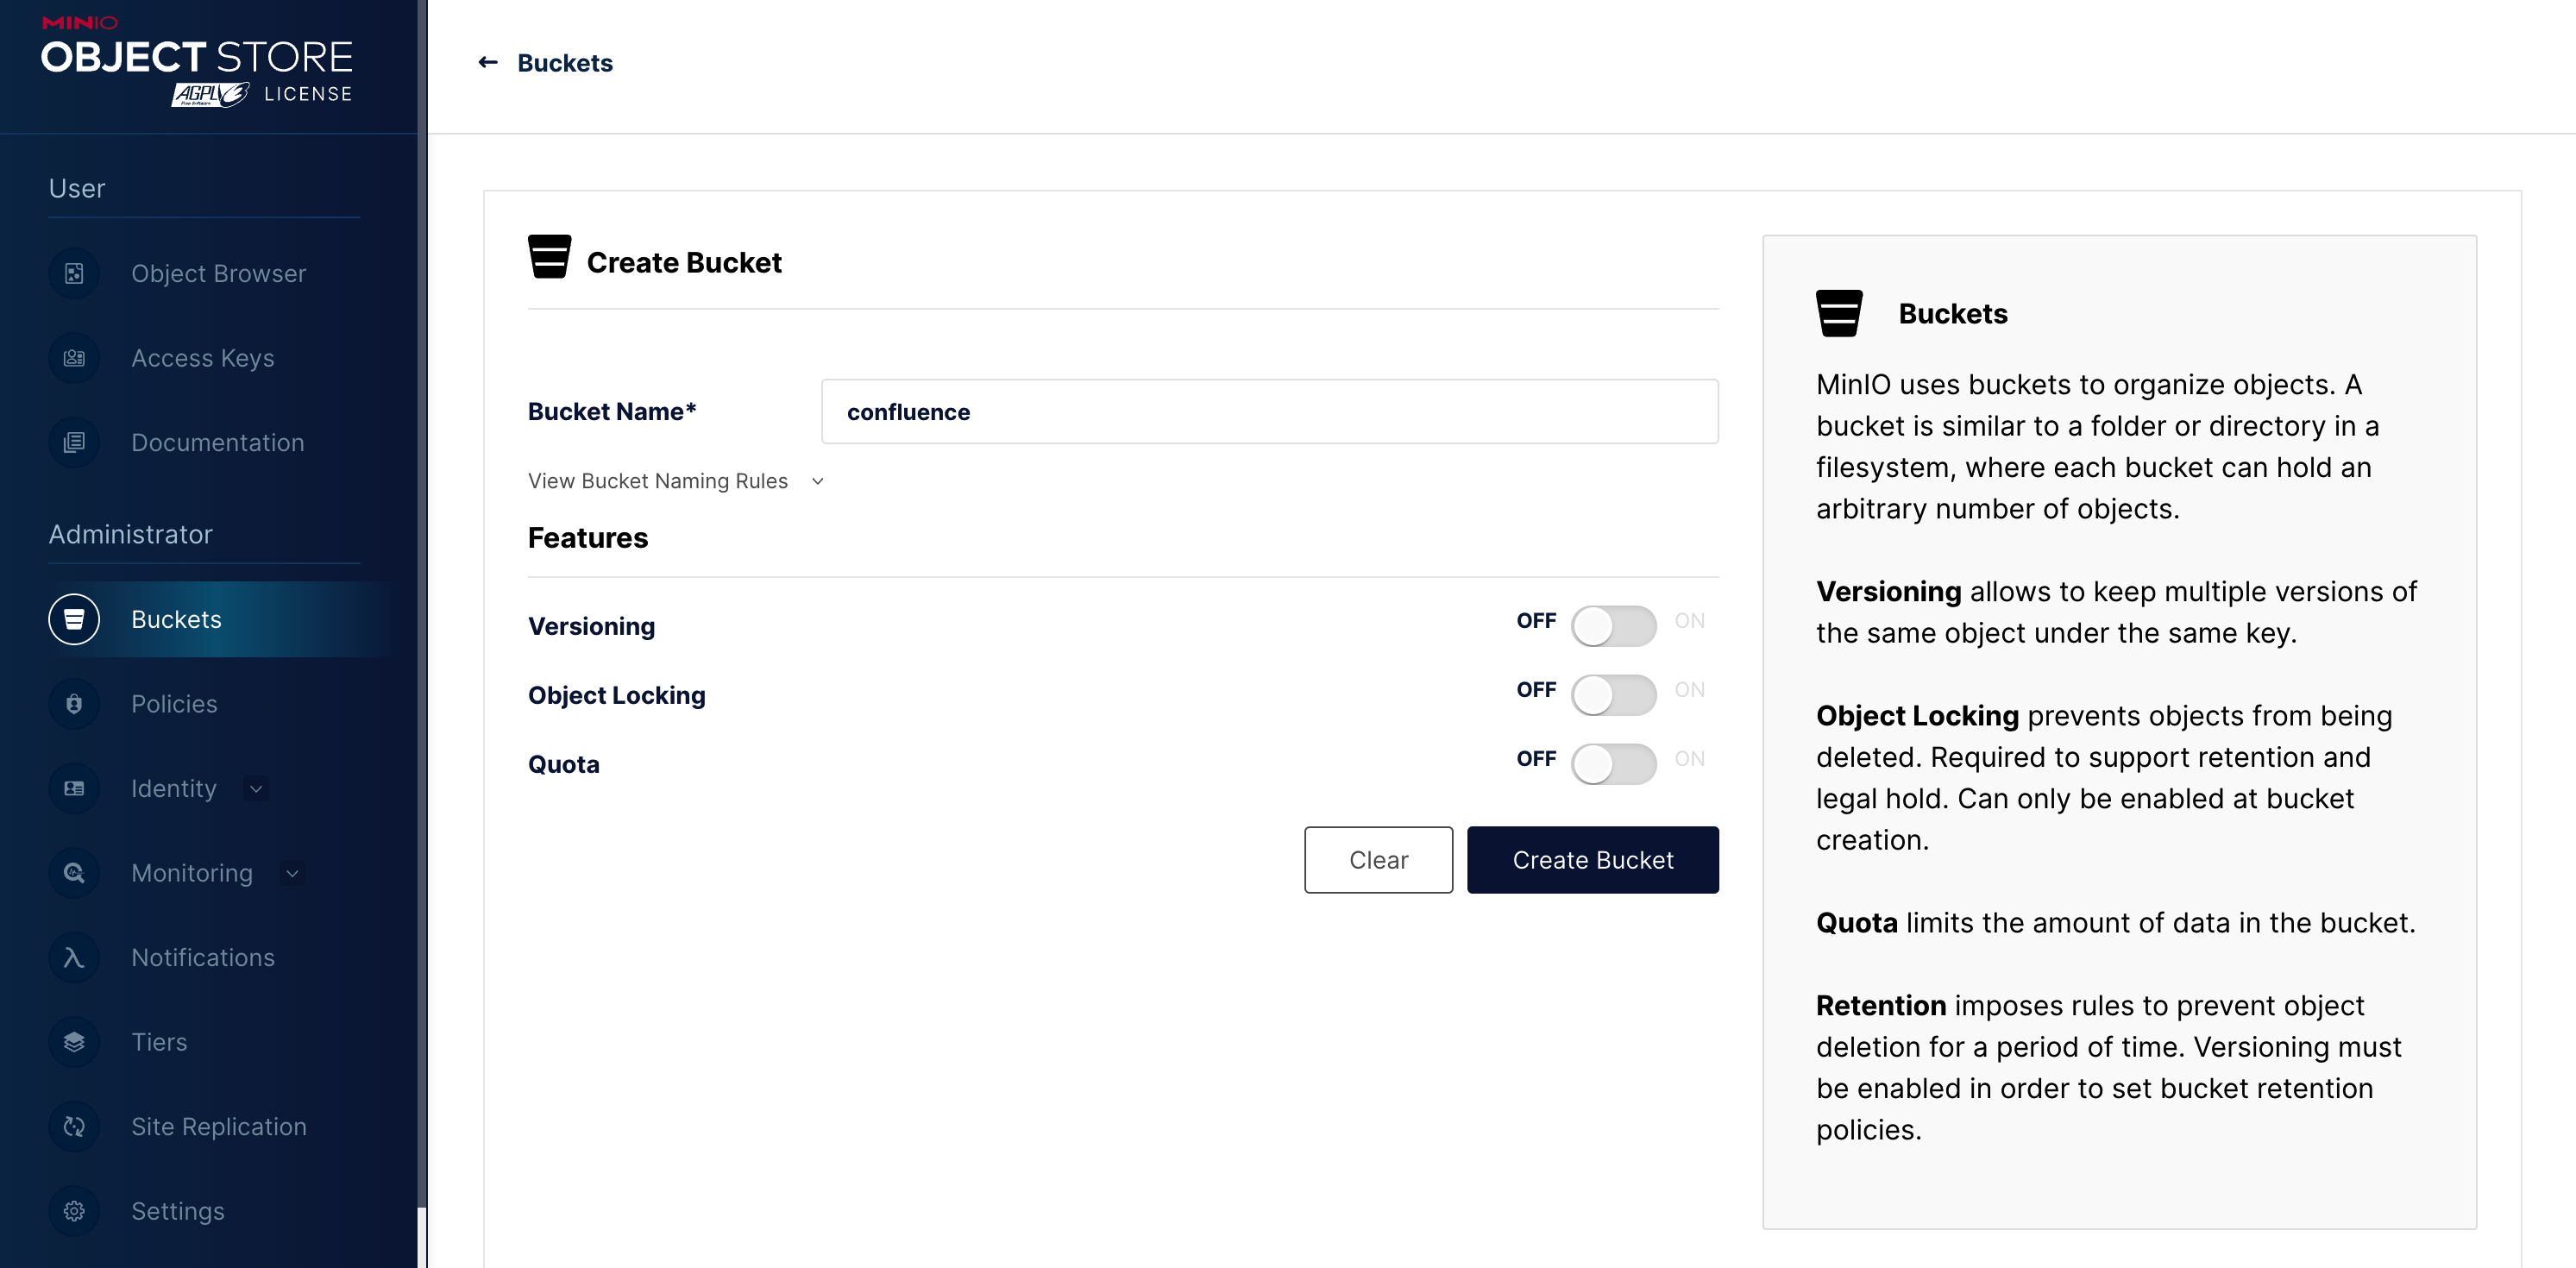 MINIO
OBJECT STORE
AGPLv3 LICENSE
Free Software
User
Object Browser
Access Keys
Documentation
Administrator
Buckets
Policies
Identity
Monitoring
Notifications
Tiers
Site Replication
Settings
Buckets
Create Bucket
Bucket Name*
confluence
View Bucket Naming Rules
Features
Versioning
OFF
ON
Object Locking
OFF
ON
Quota
OFF
ON
Clear
Create Bucket
Buckets
MinIO uses buckets to organize objects. A
bucket is similar to a folder or directory in a
filesystem, where each bucket can hold an
arbitrary number of objects.
Versioning allows to keep multiple versions of
the same object under the same key.
Object Locking prevents objects from being
deleted. Required to support retention and
legal hold. Can only be enabled at bucket
creation.
Quota limits the amount of data in the bucket.
Retention imposes rules to prevent object
deletion for a period of time. Versioning must
be enabled in order to set bucket retention
policies.